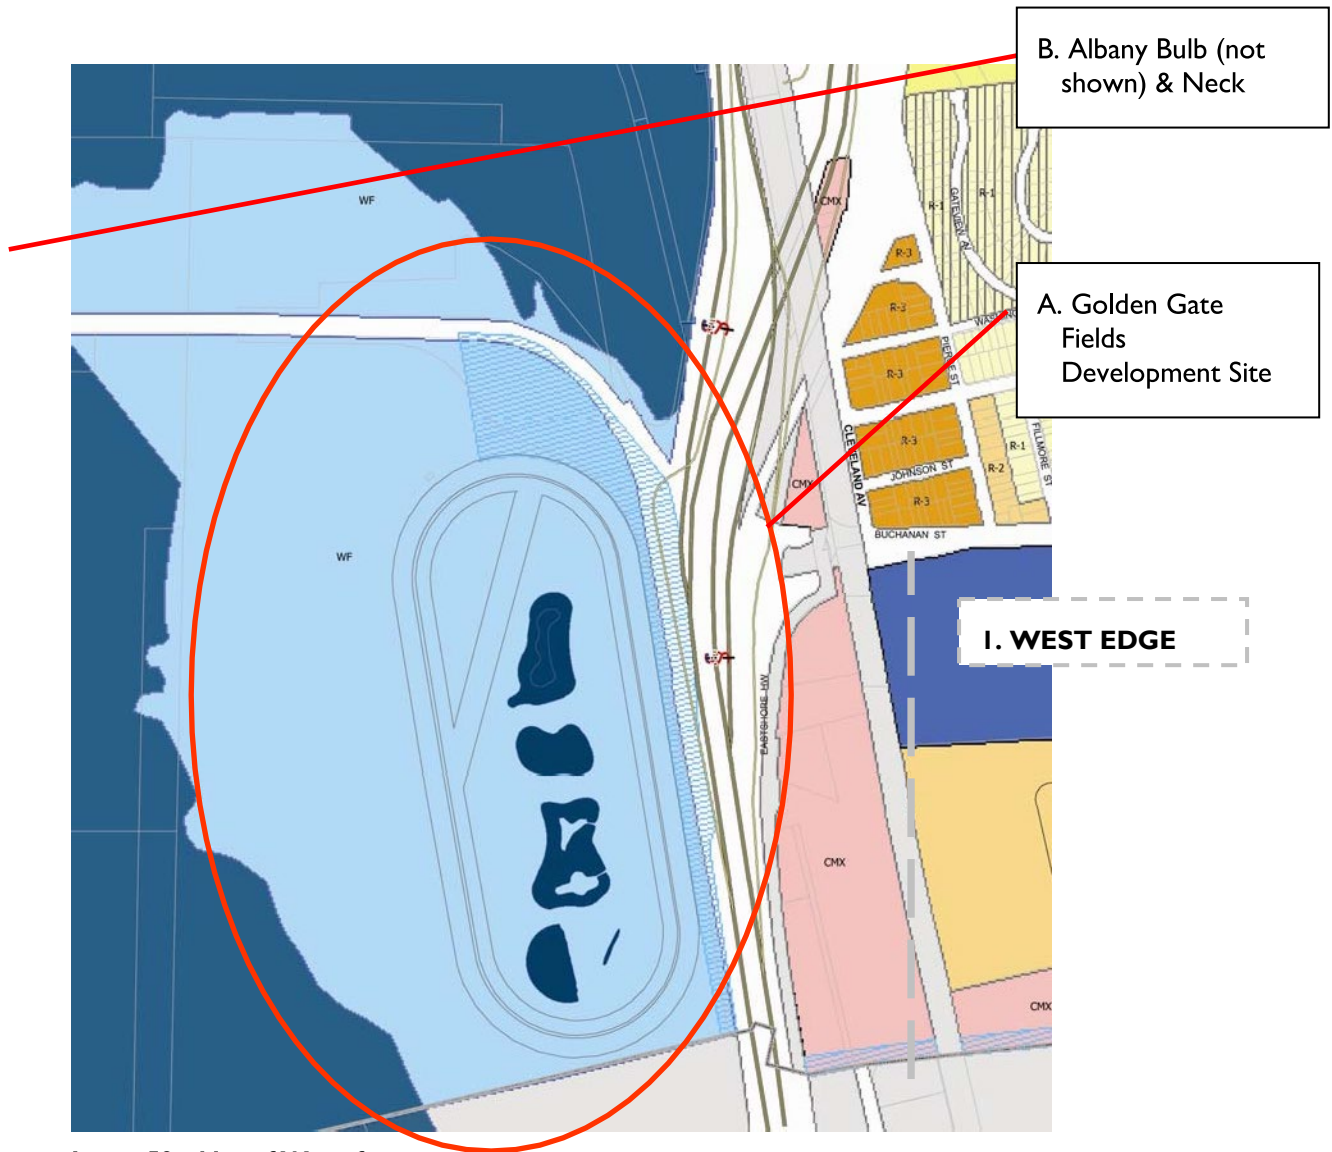 B. Albany Bulb (not
shown) & Neck
WF
CMX
R-1
R-1
GATEVIEW AV
R-3
A. Golden Gate
Fields
Development Site
R-3
PIERCE ST
R-3
CLEVELAND AV
R-3
JOHNSON ST
R-2
R-1
FILLMORE ST
CMX
R-3
BUCHANAN ST
WF
1. WEST EDGE
EASTSHORE HW
CMX
CMX